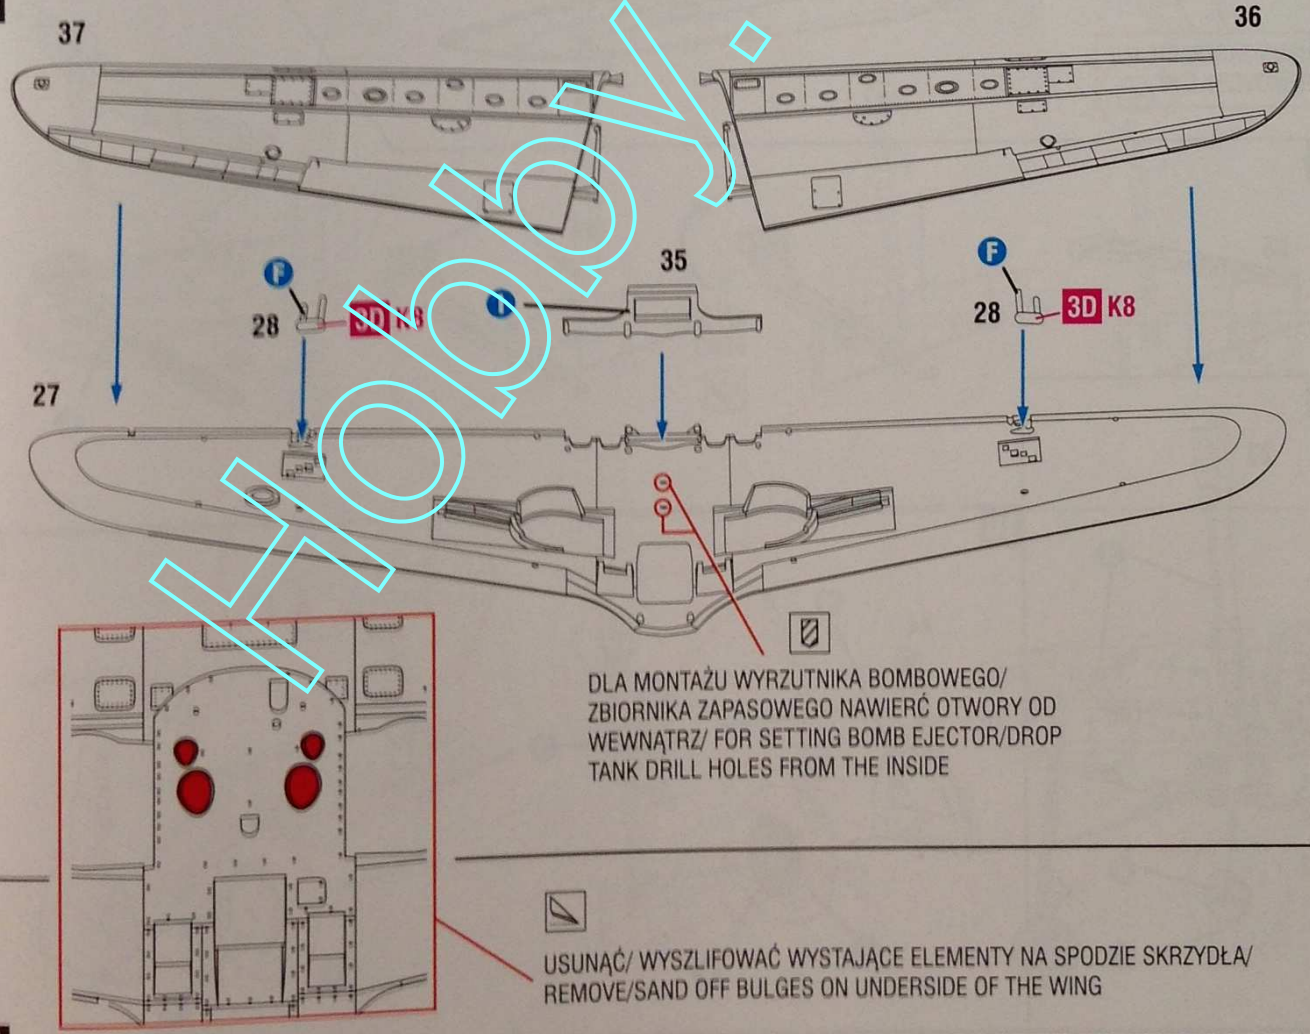 37
36
F
28
3D K8
35
F
28
3D K8
27
Hobby.
DLA MONTAŻU WYRZUTNIKA BOMBOWEGO/
ZBIORNIKA ZAPASOWEGO NAWIERĆ OTWORY OD
WEWNĄTRZ/ FOR SETTING BOMB EJECTOR/DROP
TANK DRILL HOLES FROM THE INSIDE
USUNĄĆ/ WYSZLIFOWAĆ WYSTAJĄCE ELEMENTY NA SPODZIE SKRZYDŁA/
REMOVE/SAND OFF BULGES ON UNDERSIDE OF THE WING